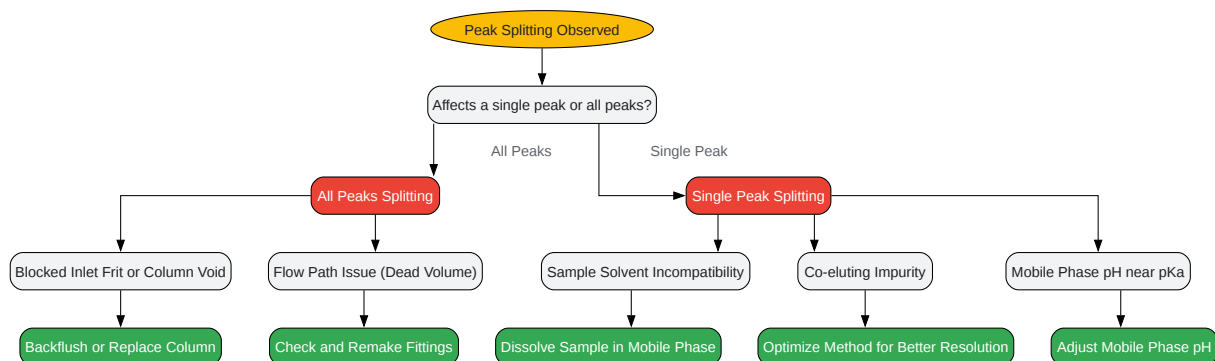 Peak Splitting Observed
Affects a single peak or all peaks?
All Peaks
Single Peak
All Peaks Splitting
Single Peak Splitting
Blocked Inlet Frit or Column Void
Flow Path Issue (Dead Volume)
Sample Solvent Incompatibility
Co-eluting Impurity
Mobile Phase pH near pKa
Backflush or Replace Column
Check and Remake Fittings
Dissolve Sample in Mobile Phase
Optimize Method for Better Resolution
Adjust Mobile Phase pH